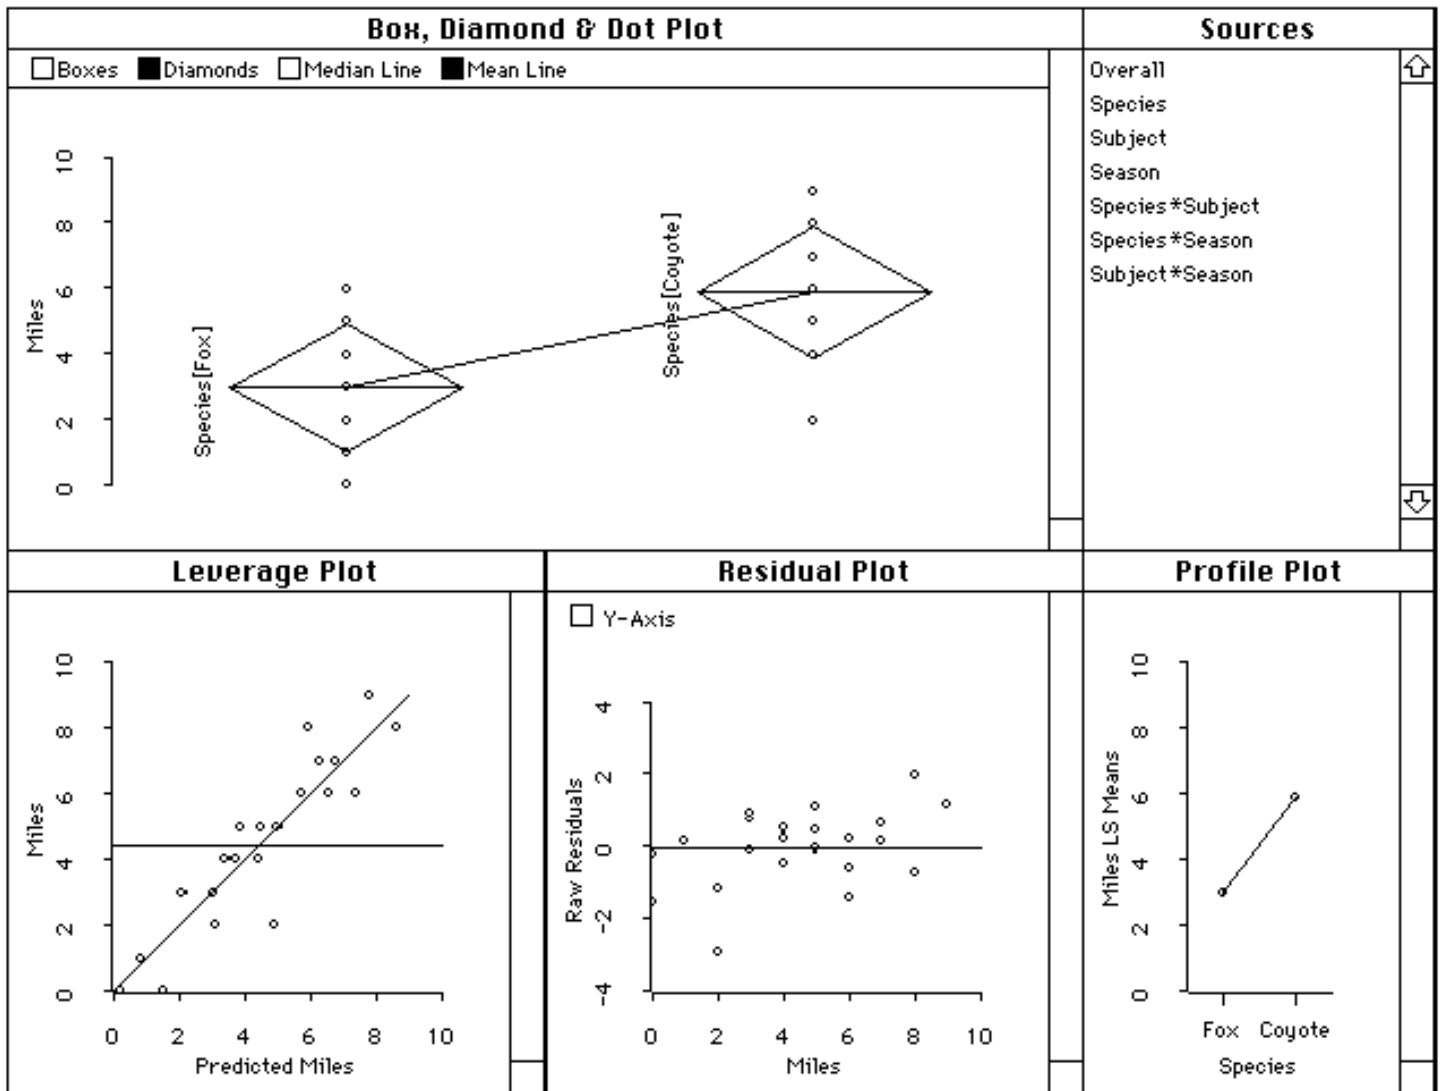 Box, Diamond & Dot Plot
Boxes Diamonds Median Line Mean Line
Miles
10
8
6
4
2
0
Species[Fox]
Species[Coyote]
Sources
Overall
Species
Subject
Season
Species*Subject
Species*Season
Subject*Season
Leverage Plot
Miles
10
8
6
4
2
0
0 2 4 6 8 10
Predicted Miles
Residual Plot
Y-Axis
Raw Residuals
4
2
0
-2
-4
0 2 4 6 8 10
Miles
Profile Plot
Miles LS Means
10
8
6
4
2
0
Fox Coyote
Species